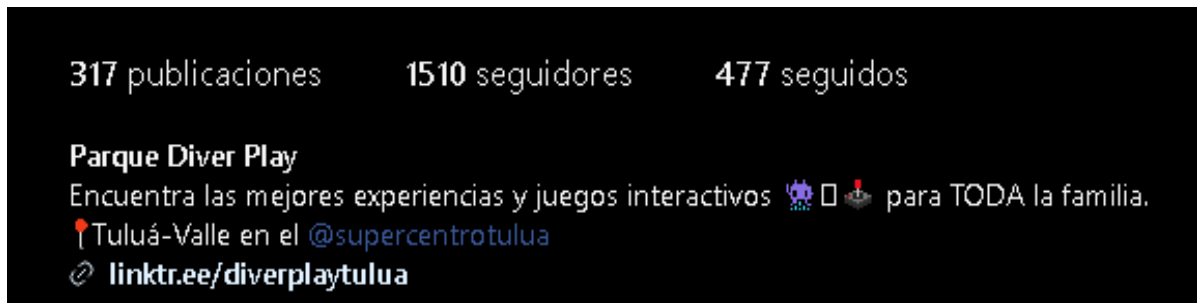 317 publicaciones 1510 seguidores 477 seguidos
Parque Diver Play
Encuentra las mejores experiencias y juegos interactivos 👾▯🕹️ para TODA la familia.
📍Tuluá-Valle en el @supercentrotulua
🔗 linktr.ee/diverplaytulua